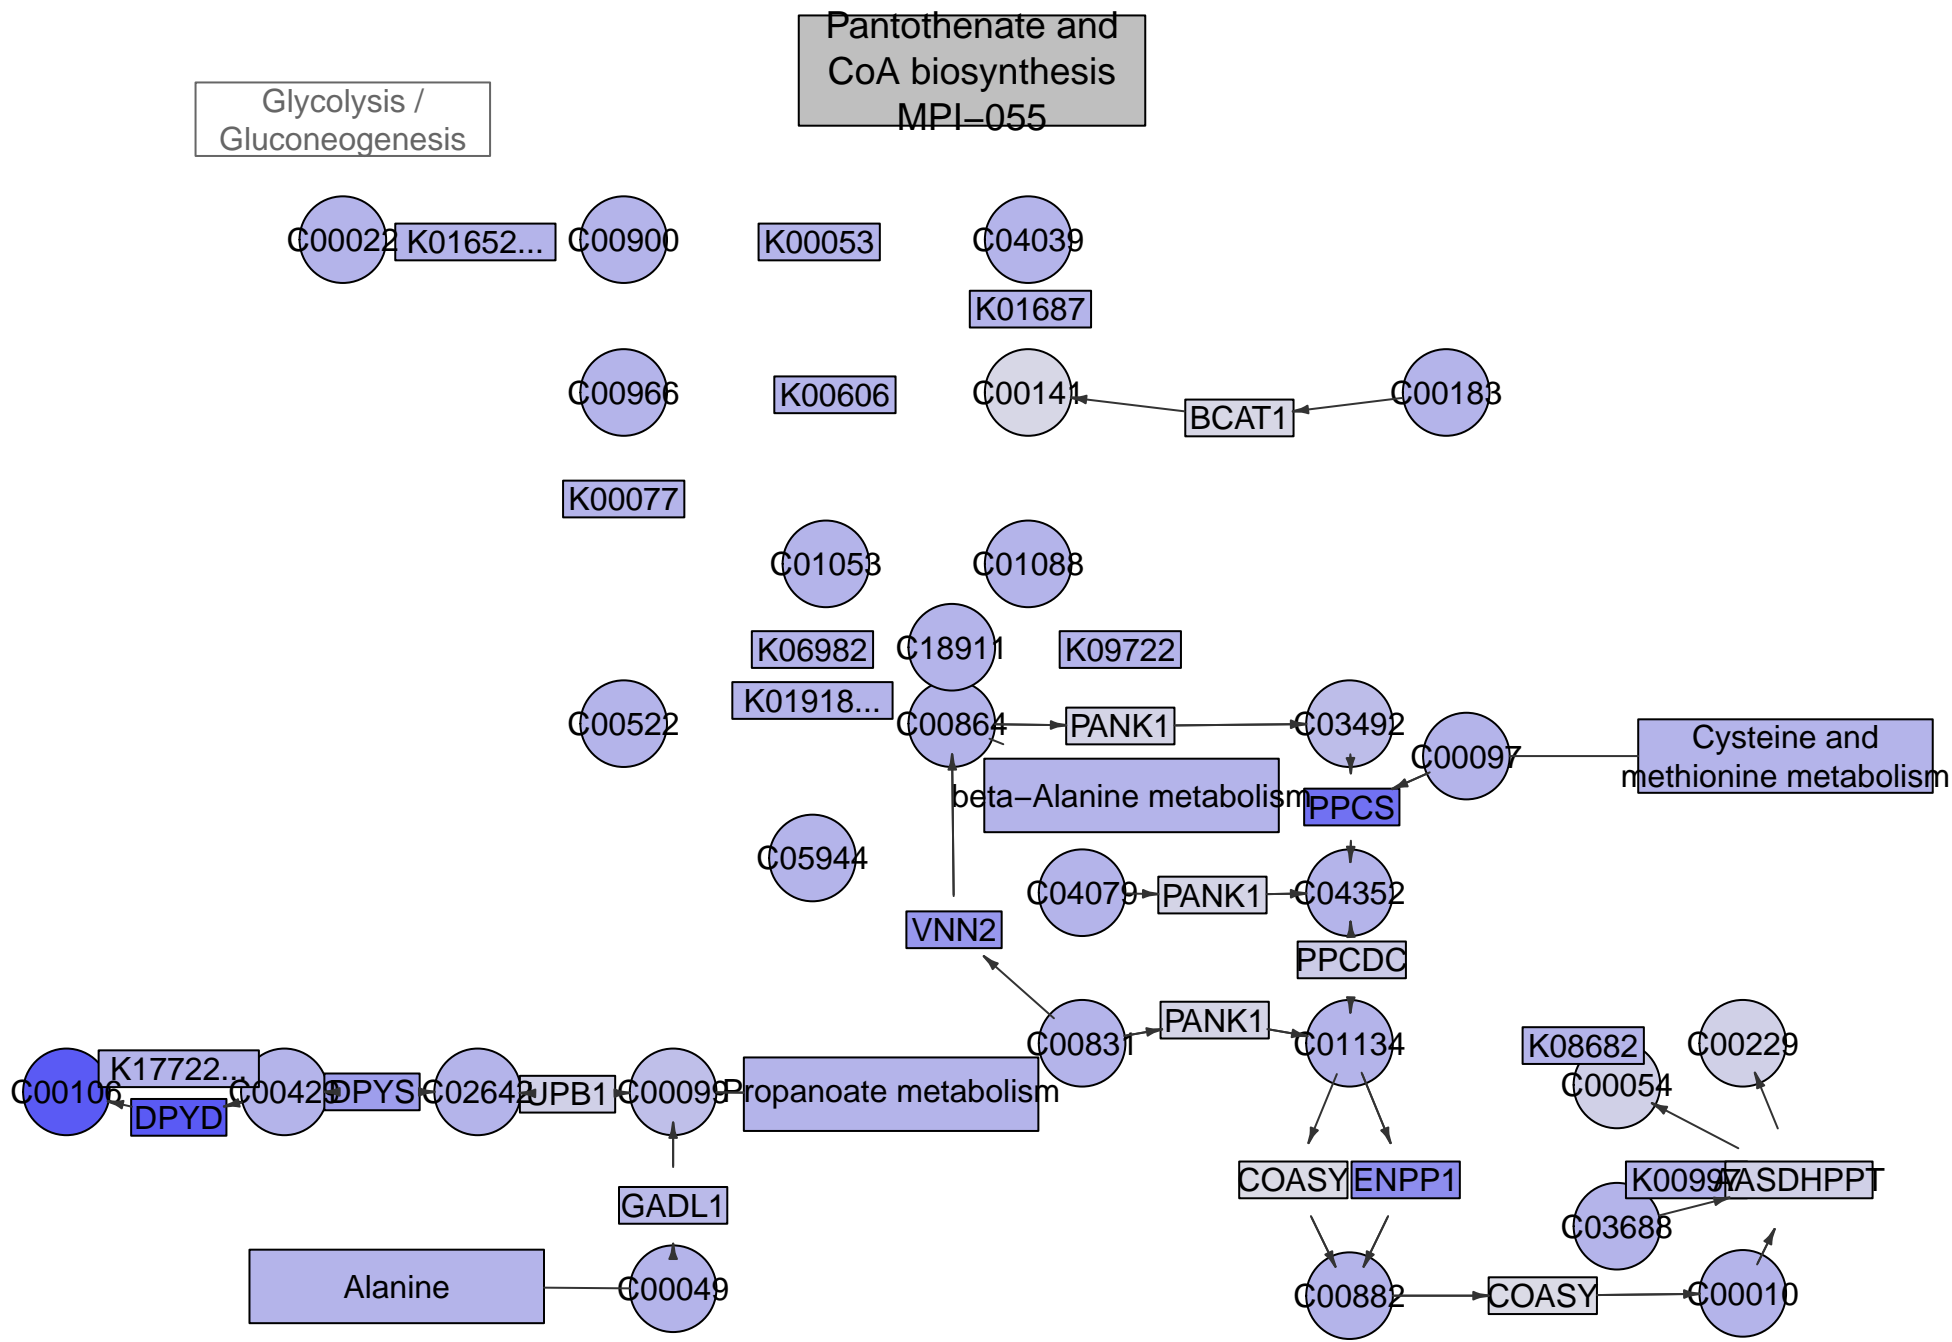 Pantothenate and
CoA biosynthesis
MPI−055
Glycolysis /
Gluconeogenesis
C00022
K01652...
C00900
K00053
C04039
K01687
C00966
K00606
C00141
BCAT1
C00183
K00077
C01053
C01088
K06982
C18911
K09722
K01918...
C00522
C00864
PANK1
C03492
C00097
Cysteine and
methionine metabolism
beta−Alanine metabolism
PPCS
C05944
C04079
PANK1
C04352
VNN2
PPCDC
C00831
PANK1
C01134
K08682
C00229
C00054
C00106
K17722...
DPYD
C00429
DPYS
C02642
UPB1
C00099
Propanoate metabolism
COASY
ENPP1
K00997
AASDHPPT
GADL1
C03688
Alanine
C00049
C00882
COASY
C00010